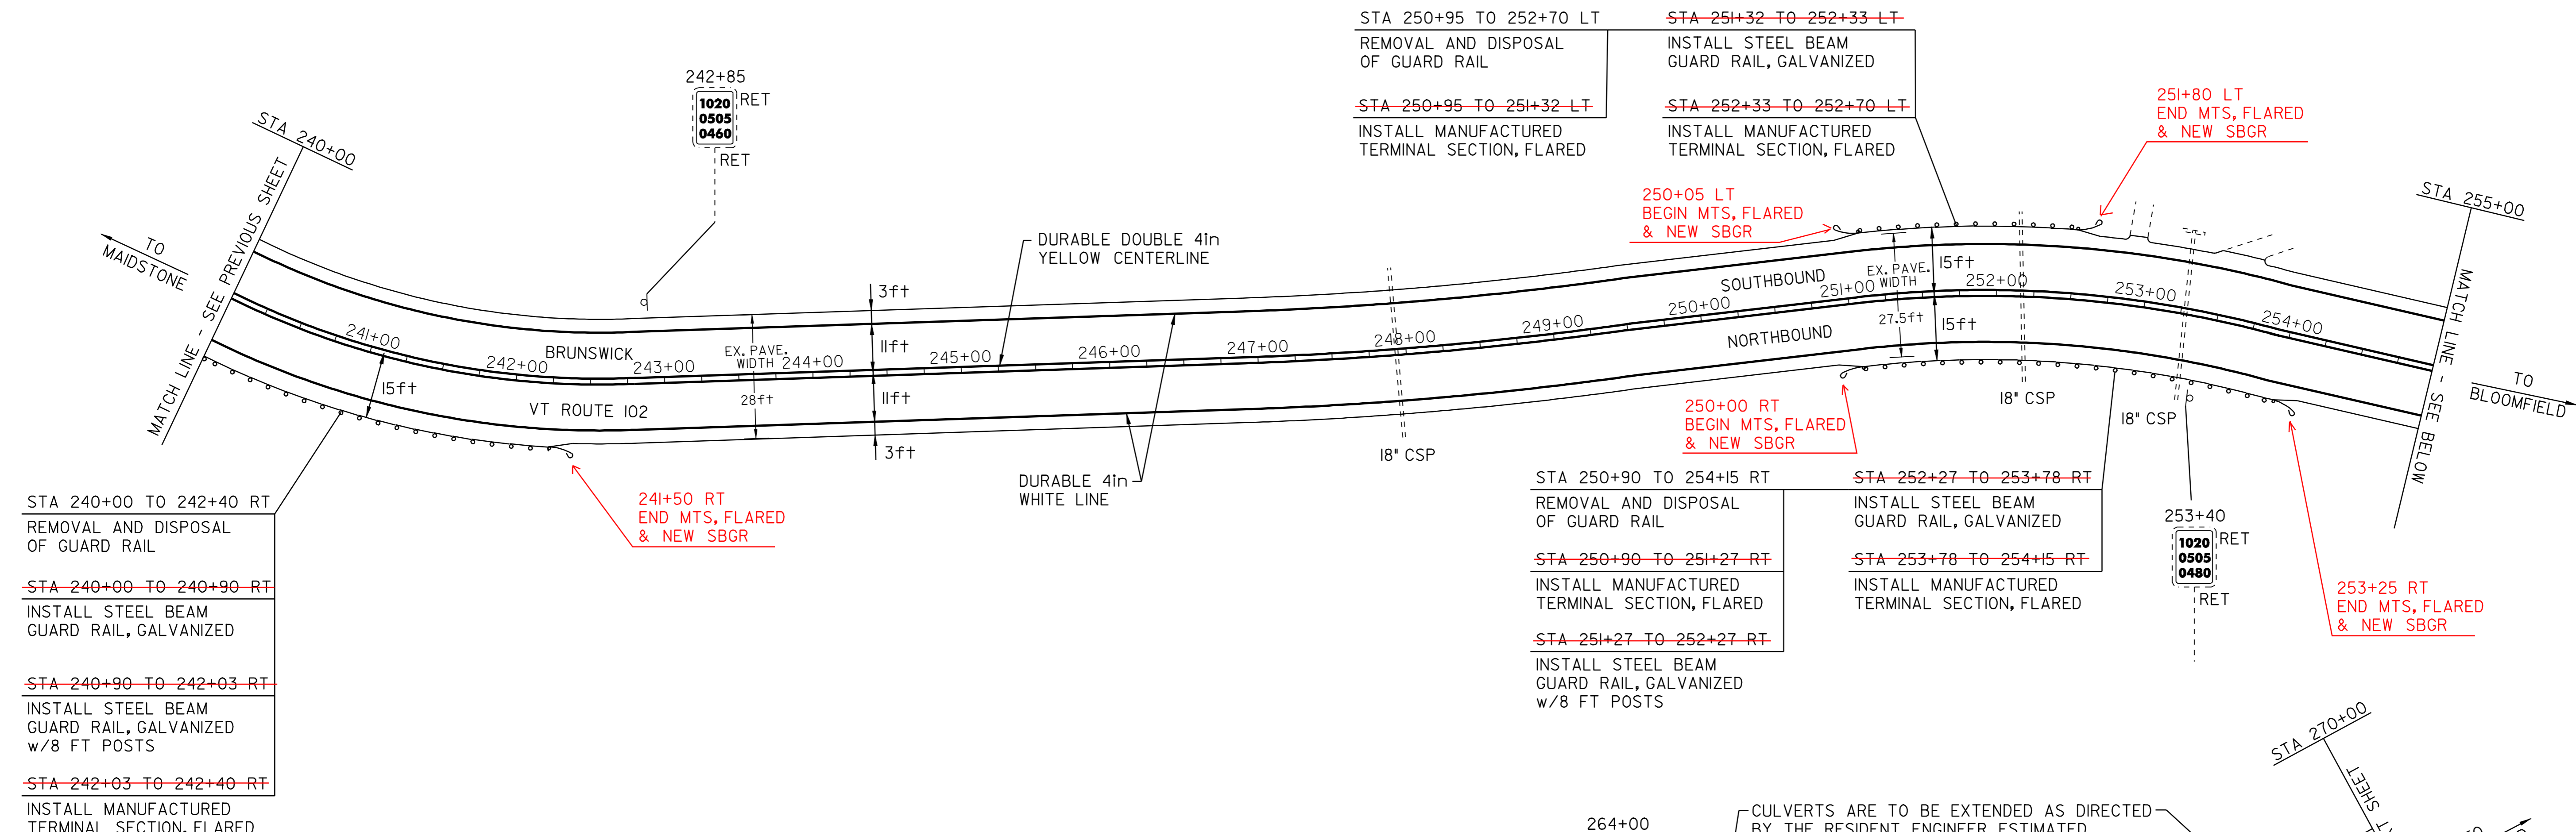 STA 250+95 TO 252+70 LT
REMOVAL AND DISPOSAL
OF GUARD RAIL
STA 250+95 TO 251+32 LT
INSTALL MANUFACTURED
TERMINAL SECTION, FLARED
STA 251+32 TO 252+33 LT
INSTALL STEEL BEAM
GUARD RAIL, GALVANIZED
STA 252+33 TO 252+70 LT
INSTALL MANUFACTURED
TERMINAL SECTION, FLARED
242+85
1020
0505
0460
RET
RET
251+80 LT
END MTS, FLARED
& NEW SBGR
250+05 LT
BEGIN MTS, FLARED
& NEW SBGR
STA 240+00
MATCH LINE - SEE PREVIOUS SHEET
TO
MAIDSTONE
DURABLE DOUBLE 4in
YELLOW CENTERLINE
STA 255+00
MATCH LINE - SEE BELOW
TO
BLOOMFIELD
241+00
242+00
243+00
244+00
245+00
246+00
247+00
248+00
249+00
250+00
251+00
252+00
253+00
254+00
BRUNSWICK
VT ROUTE 102
SOUTHBOUND
NORTHBOUND
15ft
EX. PAVE.
WIDTH
28ft
3ft
11ft
11ft
3ft
EX. PAVE.
WIDTH
27.5ft
15ft
15ft
18" CSP
18" CSP
18" CSP
DURABLE 4in
WHITE LINE
STA 240+00 TO 242+40 RT
REMOVAL AND DISPOSAL
OF GUARD RAIL
STA 240+00 TO 240+90 RT
INSTALL STEEL BEAM
GUARD RAIL, GALVANIZED
STA 240+90 TO 242+03 RT
INSTALL STEEL BEAM
GUARD RAIL, GALVANIZED
w/8 FT POSTS
STA 242+03 TO 242+40 RT
INSTALL MANUFACTURED
TERMINAL SECTION, FLARED
241+50 RT
END MTS, FLARED
& NEW SBGR
250+00 RT
BEGIN MTS, FLARED
& NEW SBGR
STA 250+90 TO 254+15 RT
REMOVAL AND DISPOSAL
OF GUARD RAIL
STA 250+90 TO 251+27 RT
INSTALL MANUFACTURED
TERMINAL SECTION, FLARED
STA 251+27 TO 252+27 RT
INSTALL STEEL BEAM
GUARD RAIL, GALVANIZED
w/8 FT POSTS
STA 252+27 TO 253+78 RT
INSTALL STEEL BEAM
GUARD RAIL, GALVANIZED
STA 253+78 TO 254+15 RT
INSTALL MANUFACTURED
TERMINAL SECTION, FLARED
253+40
1020
0505
0480
RET
RET
253+25 RT
END MTS, FLARED
& NEW SBGR
STA 270+00
SHEET
264+00
CULVERTS ARE TO BE EXTENDED AS DIRECTED
BY THE RESIDENT ENGINEER ESTIMATED